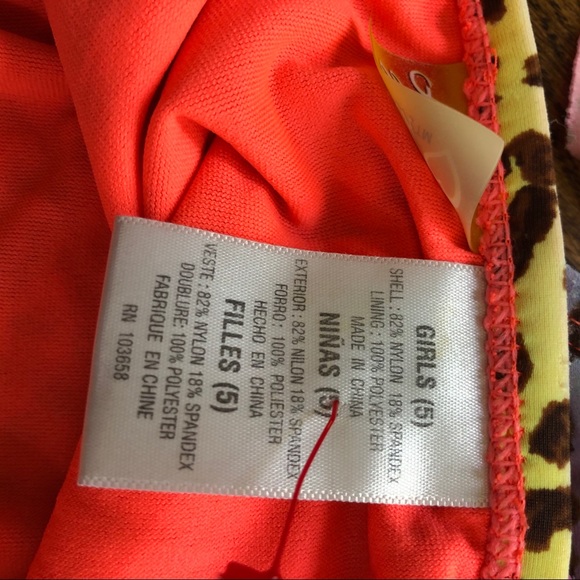 GIRLS (5)
SHELL : 82% NYLON 18% SPANDEX
LINING : 100% POLYESTER
MADE IN CHINA
NIÑAS (5)
EXTERIOR : 82% NILON 18% SPANDEX
FORRO : 100% POLIESTER
HECHO EN CHINA
FILLES (5)
VESTE : 82% NYLON 18% SPANDEX
DOUBLURE: 100% POLYESTER
FABRIQUE EN CHINE
RN 103658